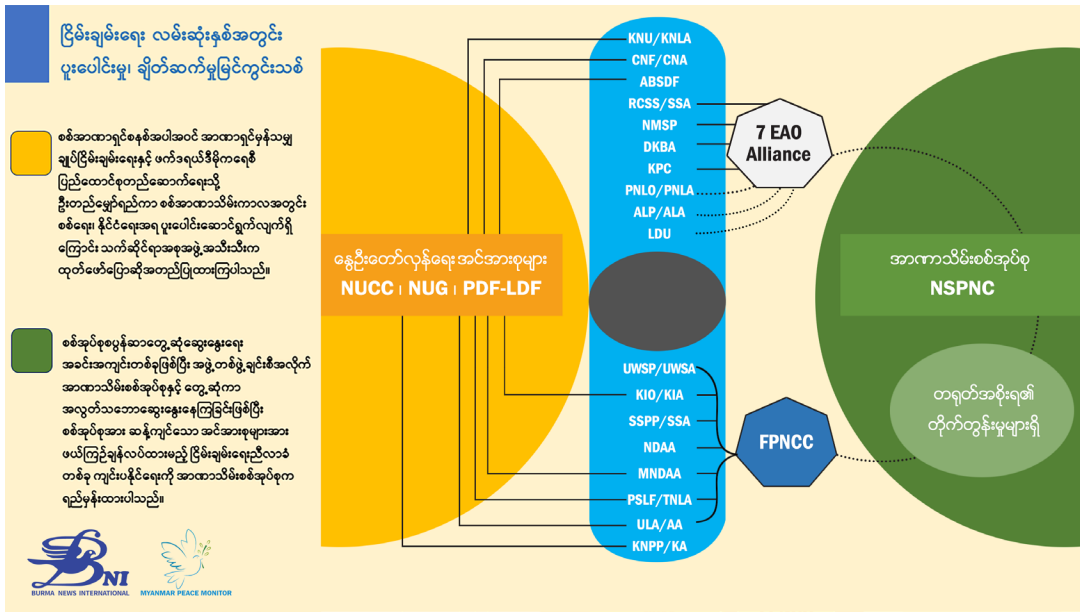 ငြိမ်းချမ်းရေး လမ်းဆုံးနှစ်အတွင်း
ပူးပေါင်းမှု၊ ချိတ်ဆက်မှုမြင်ကွင်းသစ်
စစ်အာဏာရှင်စနစ်အပါအဝင် အာဏာရှင်မှန်သမျှ
ချုပ်ငြိမ်းချမ်းရေးနှင့် ဖက်ဒရယ်ဒီမိုကရေစီ
ပြည်ထောင်စုတည်ဆောက်ရေးသို့
ဦးတည်မျှော်ရည်ကာ စစ်အာဏာသိမ်းကာလအတွင်း
စစ်ရေး၊ နိုင်ငံရေးအရ ပူးပေါင်းဆောင်ရွက်လျက်ရှိ
ကြောင်း သက်ဆိုင်ရာအစုအဖွဲ့ အသီးသီးက
ထုတ်ဖော်ပြောဆိုအတည်ပြုထားကြပါသည်။
စစ်အုပ်စုစပွန်ဆာတွေ့ဆုံဆွေးနွေးရေး
အခင်းအကျင်းတစ်ခုဖြစ်ပြီး အဖွဲ့တစ်ဖွဲ့ချင်းစီအလိုက်
အာဏာသိမ်းစစ်အုပ်စုနှင့် တွေ့ဆုံကာ
အလွတ်သဘောဆွေးနွေးနေကြခြင်းဖြစ်ပြီး
စစ်အုပ်စုအား ဆန့်ကျင်သော အင်အားစုများအား
ဖယ်ကြဉ်ချန်လှပ်ထားမည့် ငြိမ်းချမ်းရေးညီလာခံ
တစ်ခု ကျင်းပနိုင်ရေးကို အာဏာသိမ်းစစ်အုပ်စုက
ရည်မှန်းထားပါသည်။
BNI
BURMA NEWS INTERNATIONAL
MYANMAR PEACE MONITOR
နွေဦးတော်လှန်ရေး အင်အားစုများ
NUCC ၊ NUG ၊ PDF-LDF
KNU/KNLA
CNF/CNA
ABSDF
RCSS/SSA
NMSP
DKBA
KPC
PNLO/PNLA
ALP/ALA
LDU
UWSP/UWSA
KIO/KIA
SSPP/SSA
NDAA
MNDAA
PSLF/TNLA
ULA/AA
KNPP/KA
7 EAO
Alliance
FPNCC
အာဏာသိမ်းစစ်အုပ်စု
NSPNC
တရုတ်အစိုးရ၏
တိုက်တွန်းမှုများရှိ